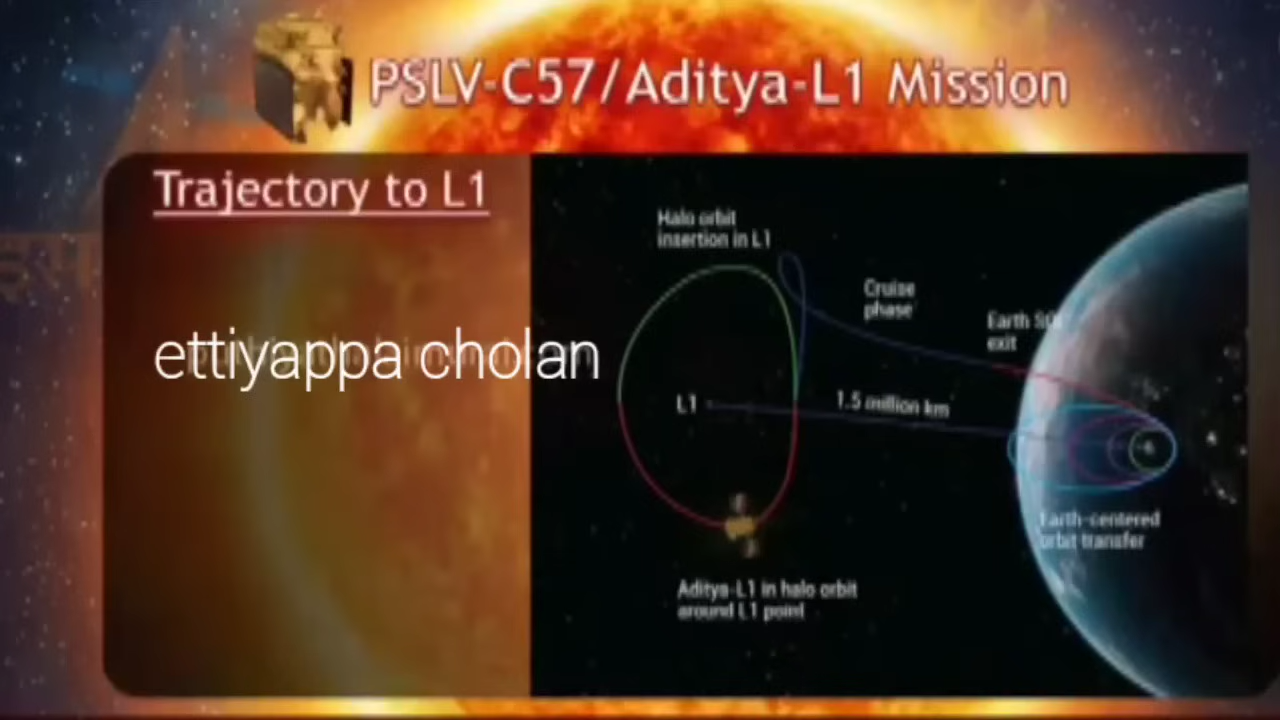 PSLV-C57/Aditya-L1 Mission
Trajectory to L1
Halo orbit
insertion in L1
Cruise
phase
Earth SOI
exit
ettiyappa cholan
L1
1.5 million km
Earth-centered
orbit transfer
Aditya-L1 in halo orbit
around L1 point